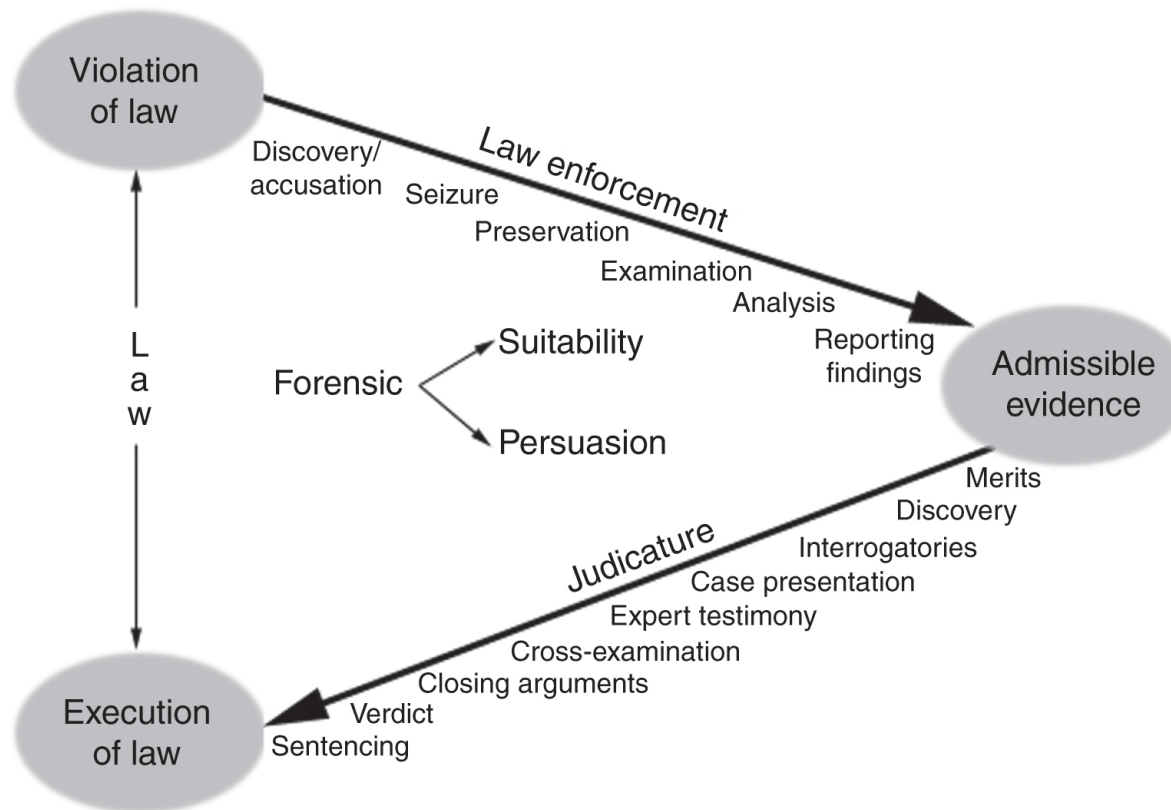 Violation
of law
Law enforcement
Discovery/
accusation
Seizure
Preservation
Examination
Analysis
Reporting
findings
Admissible
evidence
L
a
w
Forensic
Suitability
Persuasion
Judicature
Merits
Discovery
Interrogatories
Case presentation
Expert testimony
Cross-examination
Closing arguments
Verdict
Sentencing
Execution
of law